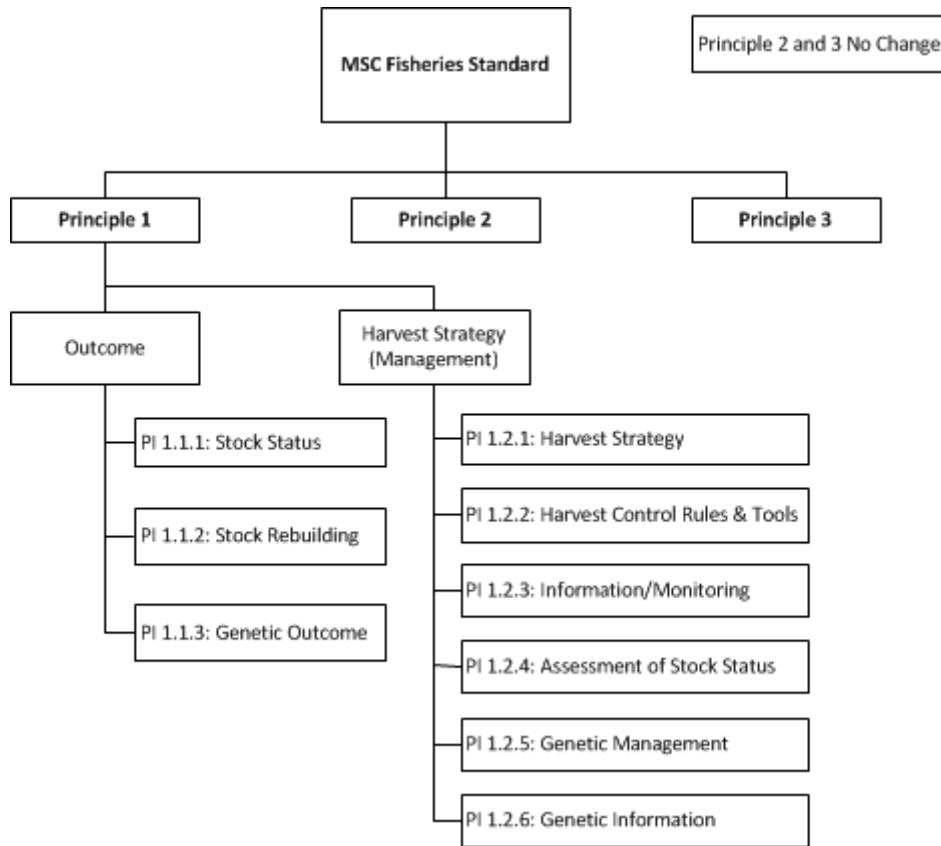 MSC Fisheries Standard
Principle 2 and 3 No Change
Principle 1
Principle 2
Principle 3
Outcome
Harvest Strategy
(Management)
PI 1.1.1: Stock Status
PI 1.1.2: Stock Rebuilding
PI 1.1.3: Genetic Outcome
PI 1.2.1: Harvest Strategy
PI 1.2.2: Harvest Control Rules & Tools
PI 1.2.3: Information/Monitoring
PI 1.2.4: Assessment of Stock Status
PI 1.2.5: Genetic Management
PI 1.2.6: Genetic Information